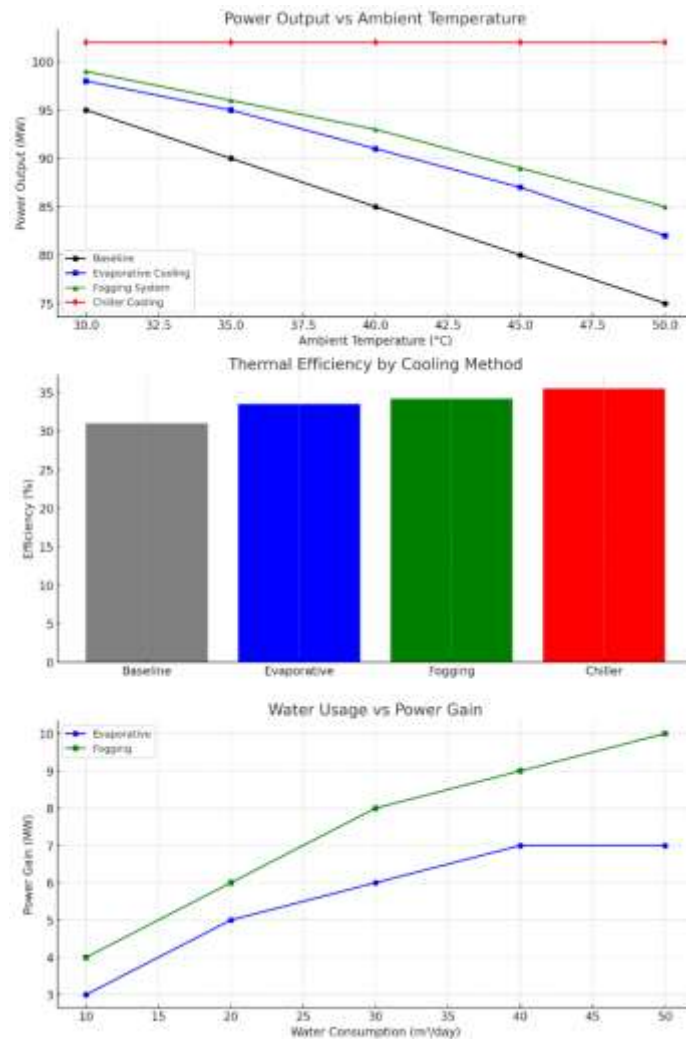 Power Output vs Ambient Temperature
100
95
90
85
80
75
Power Output (MW)
Baseline
Evaporative Cooling
Fogging System
Chiller Cooling
30.0 32.5 35.0 37.5 40.0 42.5 45.0 47.5 50.0
Ambient Temperature (°C)
Thermal Efficiency by Cooling Method
35
30
25
20
15
10
5
0
Efficiency (%)
Baseline Evaporative Fogging Chiller
Water Usage vs Power Gain
Evaporative
Fogging
10
9
8
7
6
5
4
3
Power Gain (MW)
10 15 20 25 30 35 40 45 50
Water Consumption (m³/day)